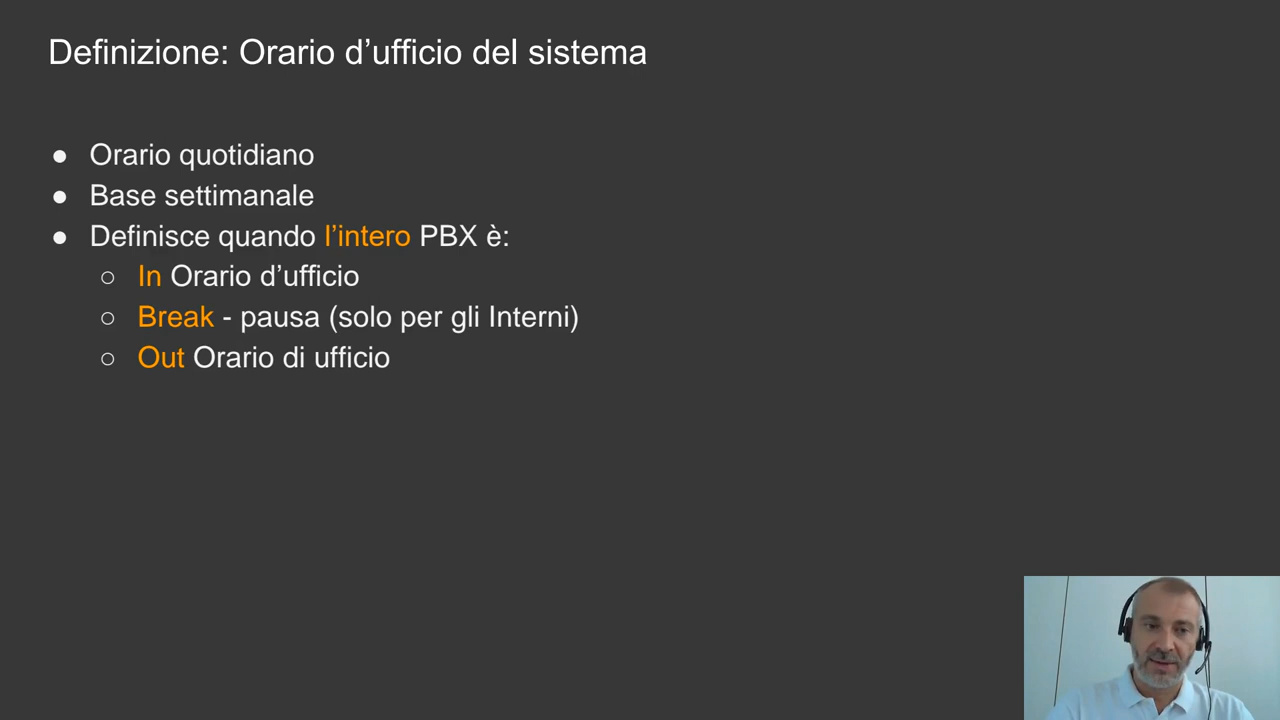 Definizione: Orario d’ufficio del sistema
● Orario quotidiano
● Base settimanale
● Definisce quando l’intero PBX è:
○ In Orario d’ufficio
○ Break - pausa (solo per gli Interni)
○ Out Orario di ufficio